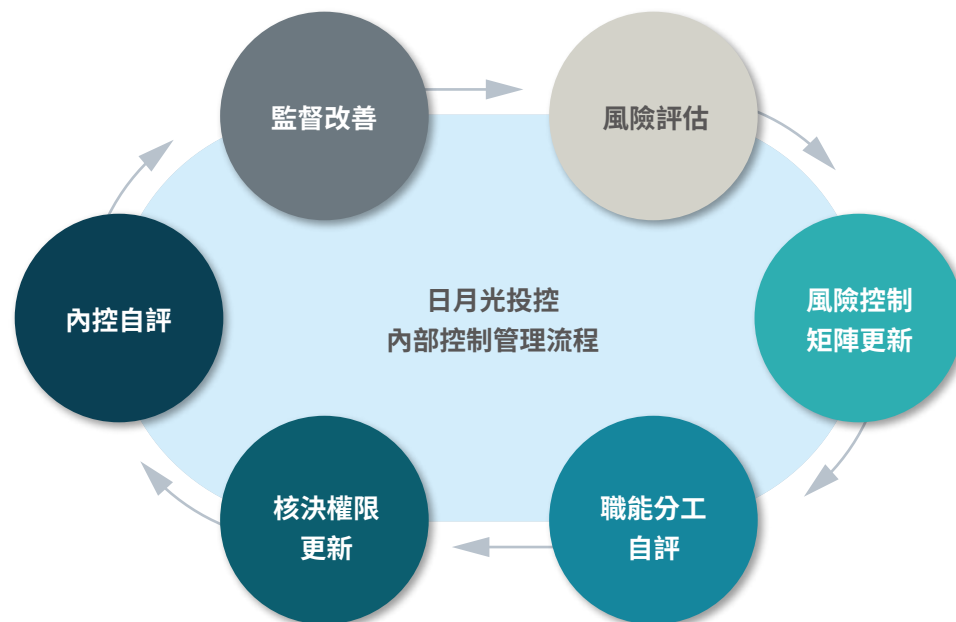 監督改善
風險評估
內控自評
日月光投控
內部控制管理流程
風險控制
矩陣更新
核決權限
更新
職能分工
自評